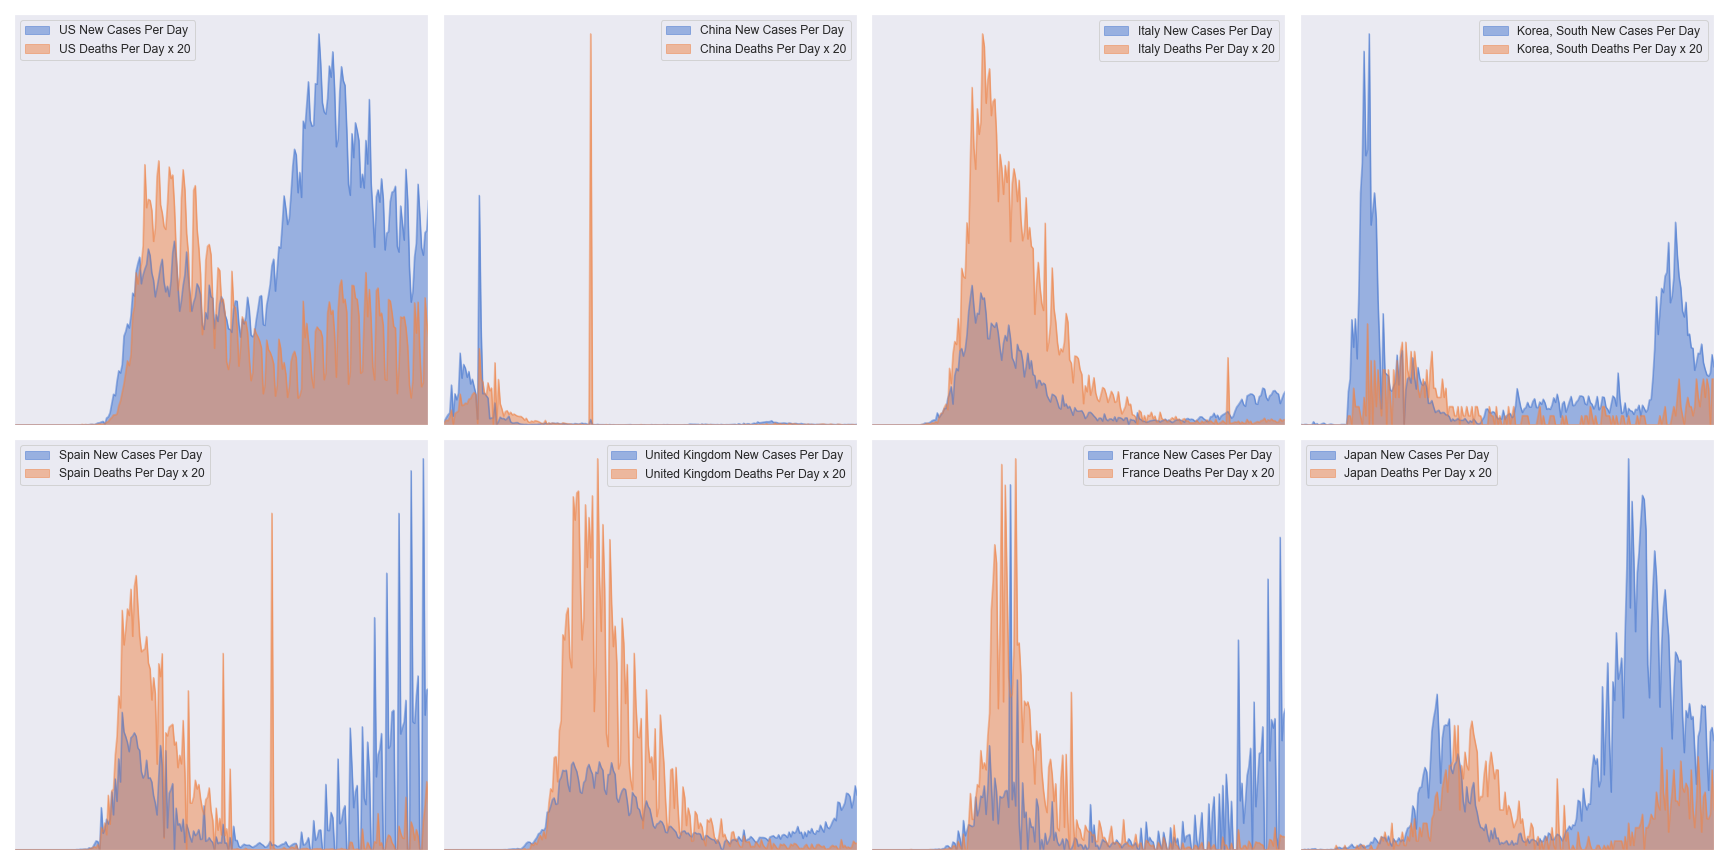 US New Cases Per Day
US Deaths Per Day x 20
China New Cases Per Day
China Deaths Per Day x 20
Italy New Cases Per Day
Italy Deaths Per Day x 20
Korea, South New Cases Per Day
Korea, South Deaths Per Day x 20
Spain New Cases Per Day
Spain Deaths Per Day x 20
United Kingdom New Cases Per Day
United Kingdom Deaths Per Day x 20
France New Cases Per Day
France Deaths Per Day x 20
Japan New Cases Per Day
Japan Deaths Per Day x 20